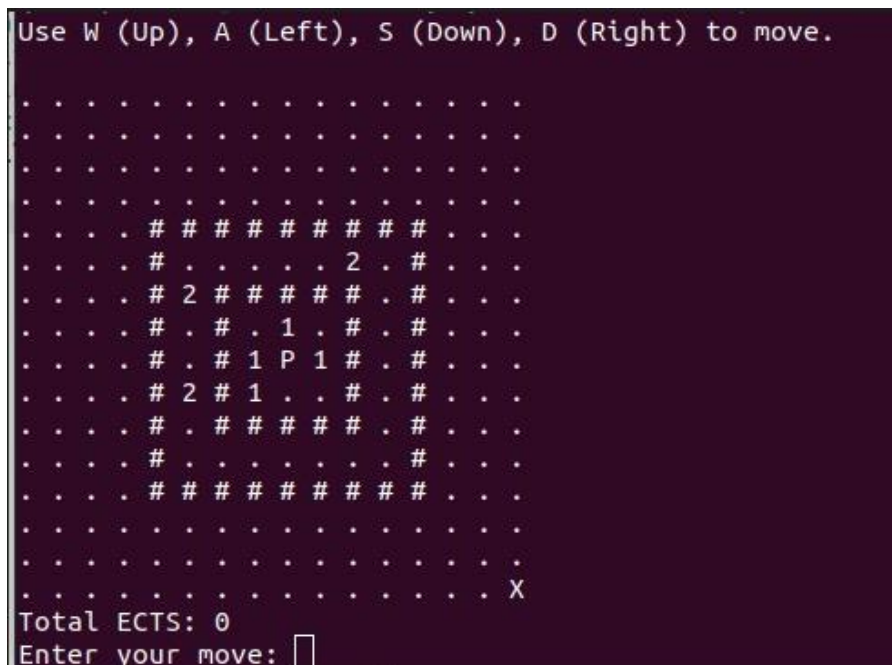 Use W (Up), A (Left), S (Down), D (Right) to move.
. . . . . . . . . . . . . . . .
. . . . . . . . . . . . . . . .
. . . . . . . . . . . . . . . .
. . . . . . . . . . . . . . . .
. . . . # # # # # # # # # . . .
. . . . # . . . . . 2 . # . . .
. . . . # 2 # # # # # . # . . .
. . . . # . # . 1 . # . # . . .
. . . . # . # 1 P 1 # . # . . .
. . . . # 2 # 1 . . # . # . . .
. . . . # . # # # # # . # . . .
. . . . # . . . . . . . # . . .
. . . . # # # # # # # # # . . .
. . . . . . . . . . . . . . . .
. . . . . . . . . . . . . . . .
. . . . . . . . . . . . . . . X
Total ECTS: 0
Enter your move: